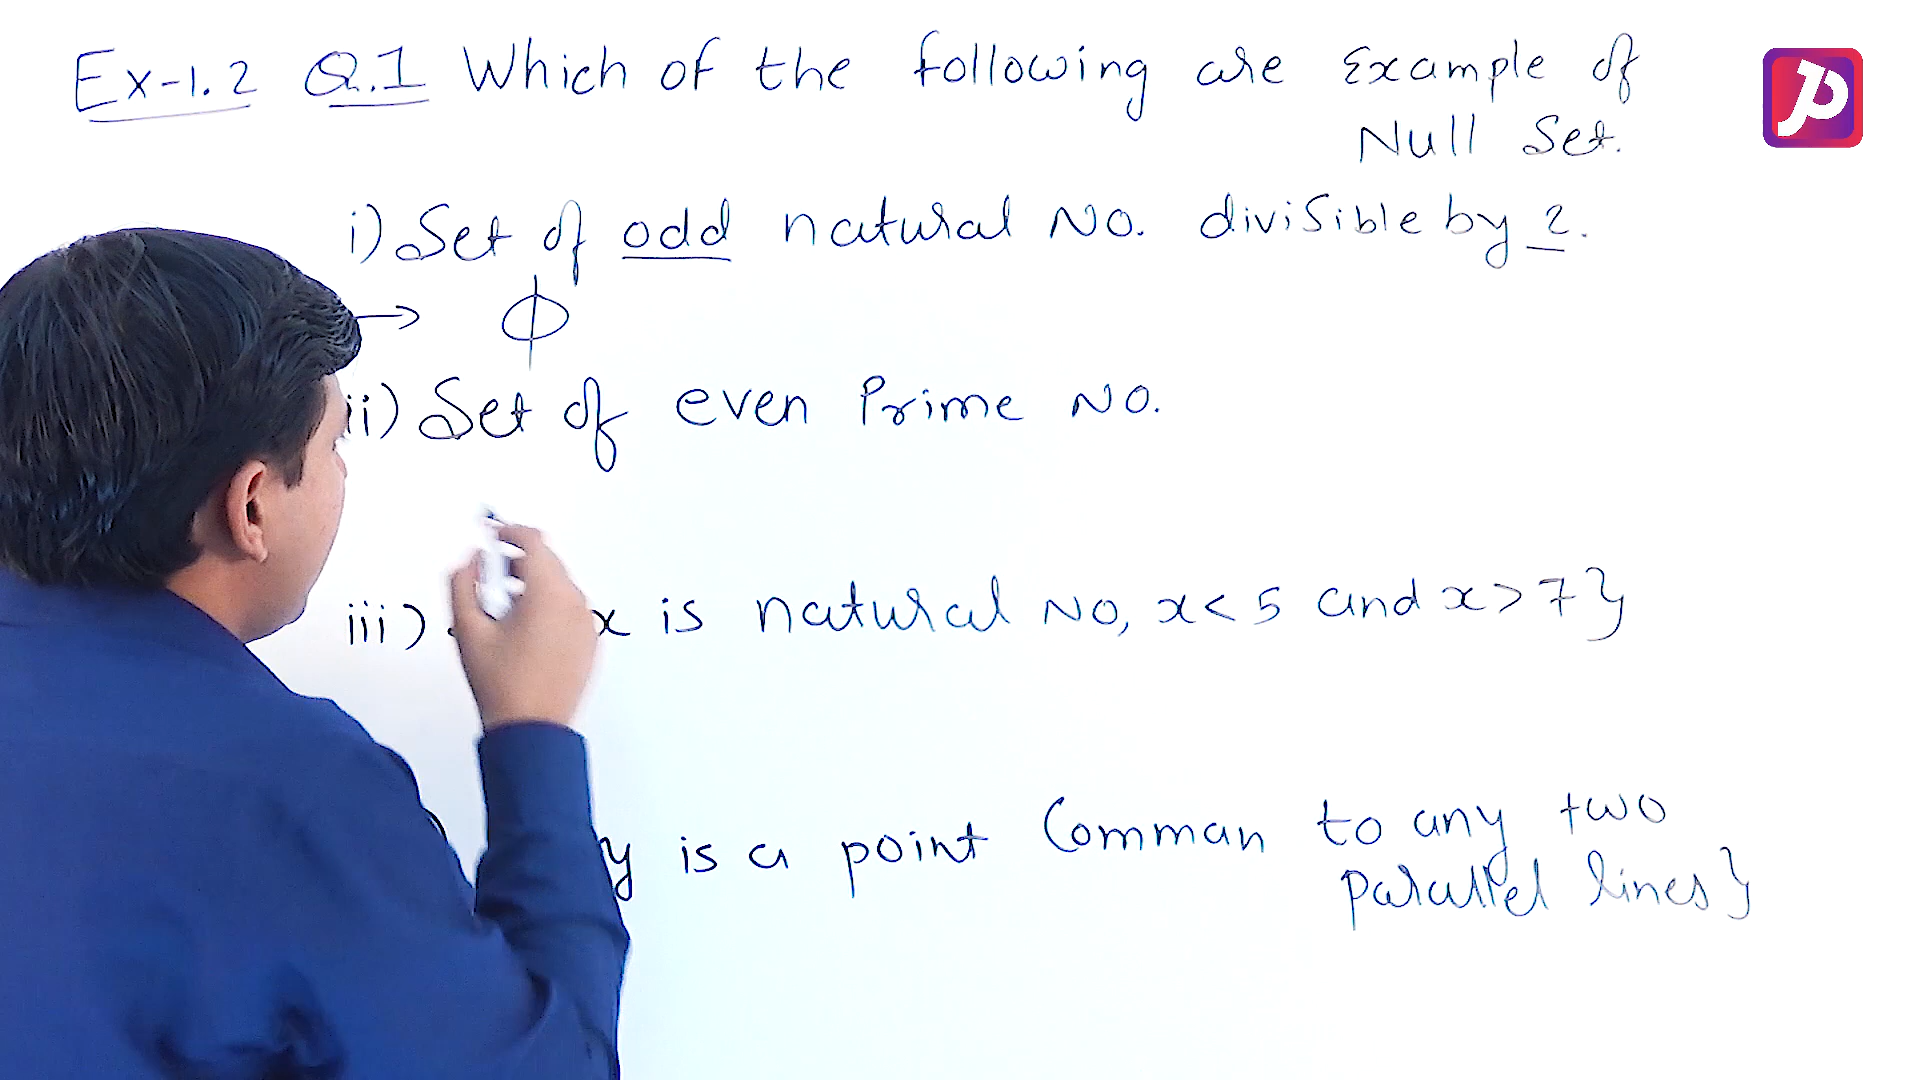 Ex-1.2 Q.1 Which of the following are Example of
Null Set.
i) Set of odd natural No. divisible by 2.
→ ϕ
ii) Set of even Prime No.
iii) x is natural No, x < 5 and x > 7}
y is a point Comman to any two
parallel lines}